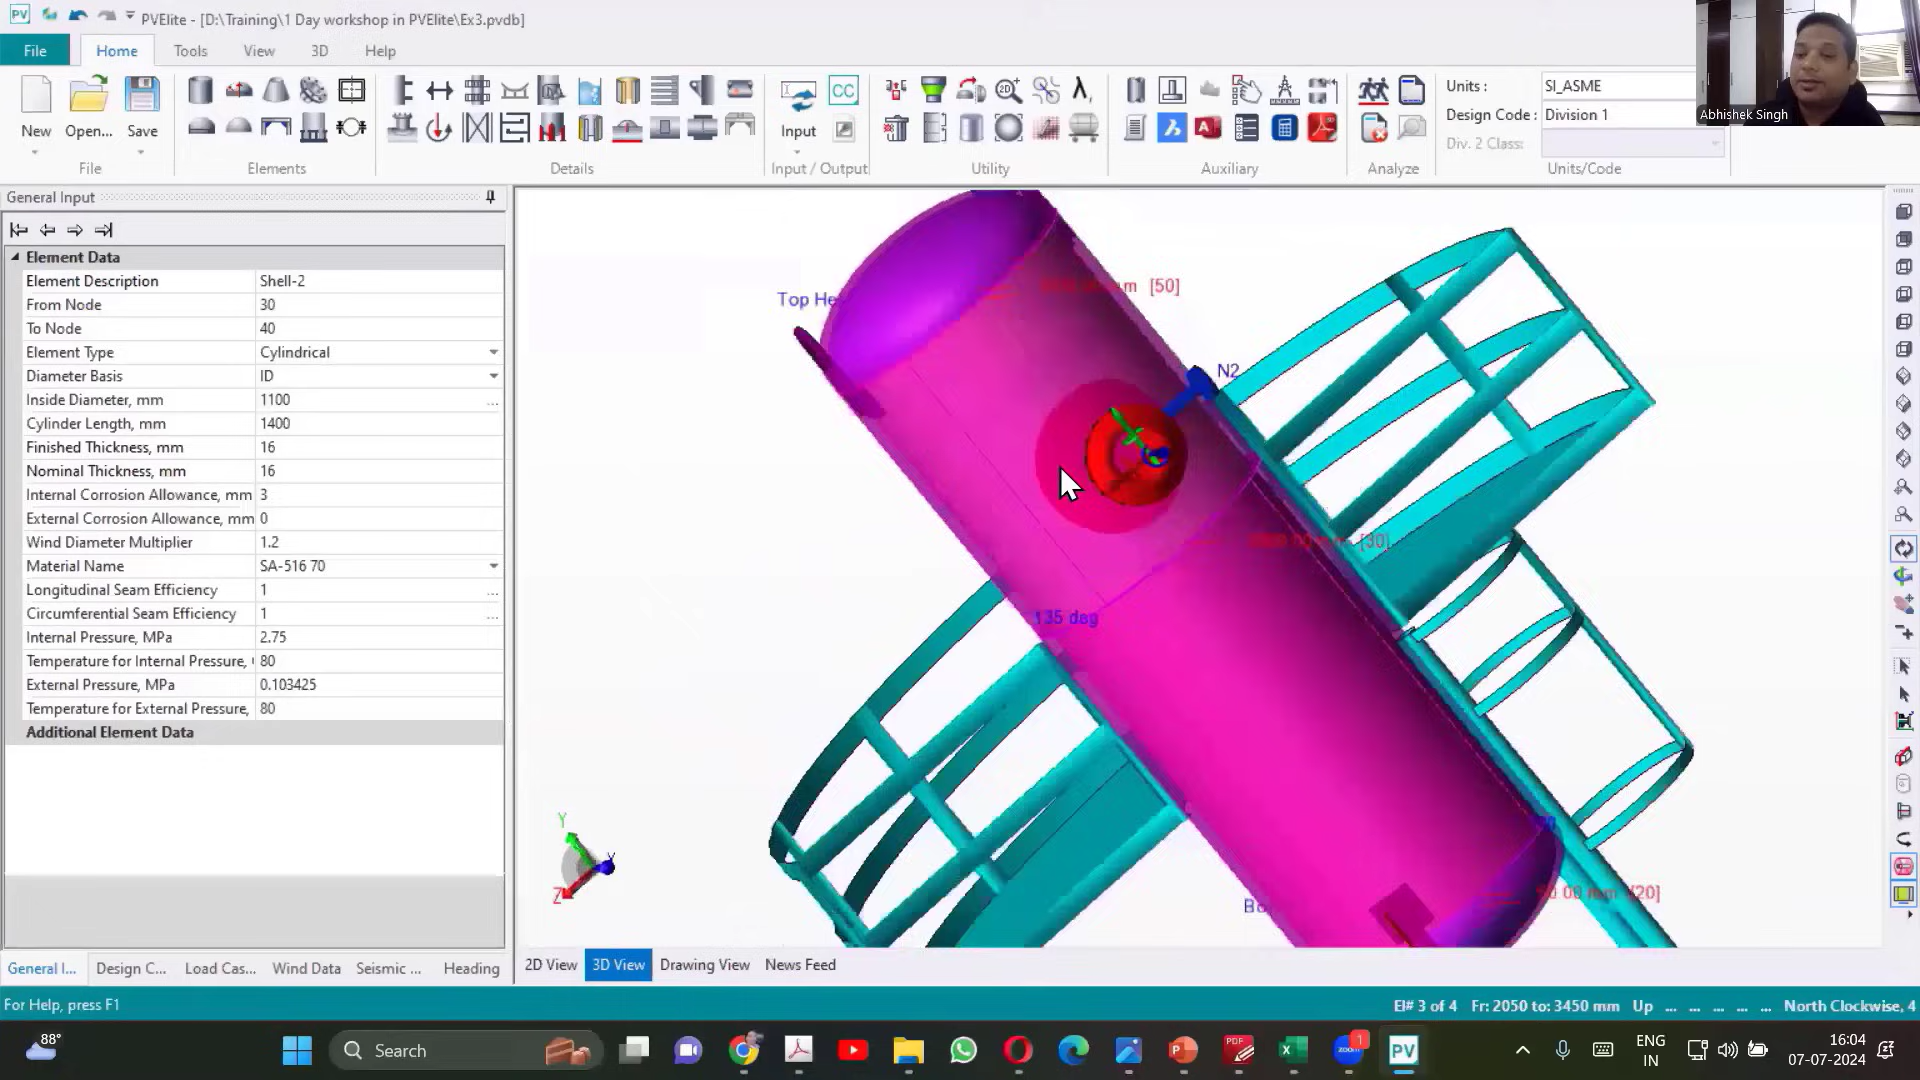 PVElite - [D:\Training\1 Day workshop in PVElite\Ex3.pvdb]
File Home Tools View 3D Help
New
Open...
Save
Input
CC
File
Elements
Details
Input / Output
Utility
Auxiliary
Analyze
Units/Code
Units : SI_ASME
Design Code : Division 1
Div. 2 Class:
Abhishek Singh
General Input
Element Data
Element Description Shell-2
From Node 30
To Node 40
Element Type Cylindrical
Diameter Basis ID
Inside Diameter, mm 1100 ...
Cylinder Length, mm 1400
Finished Thickness, mm 16
Nominal Thickness, mm 16
Internal Corrosion Allowance, mm 3
External Corrosion Allowance, mm 0
Wind Diameter Multiplier 1.2
Material Name SA-516 70
Longitudinal Seam Efficiency 1 ...
Circumferential Seam Efficiency 1 ...
Internal Pressure, MPa 2.75
Temperature for Internal Pressure, 80
External Pressure, MPa 0.103425
Temperature for External Pressure, 80
Additional Element Data
Top He
mm [50]
N2
[30]
135 deg
Bo
mm [20]
Y
Z
General I... Design C... Load Cas... Wind Data Seismic ... Heading
2D View 3D View Drawing View News Feed
For Help, press F1
El# 3 of 4 Fr: 2050 to: 3450 mm Up ... ... ... ... ... North Clockwise, 4
88°
Search
PDF
zoom
1
PV
ENG
IN
16:04
07-07-2024